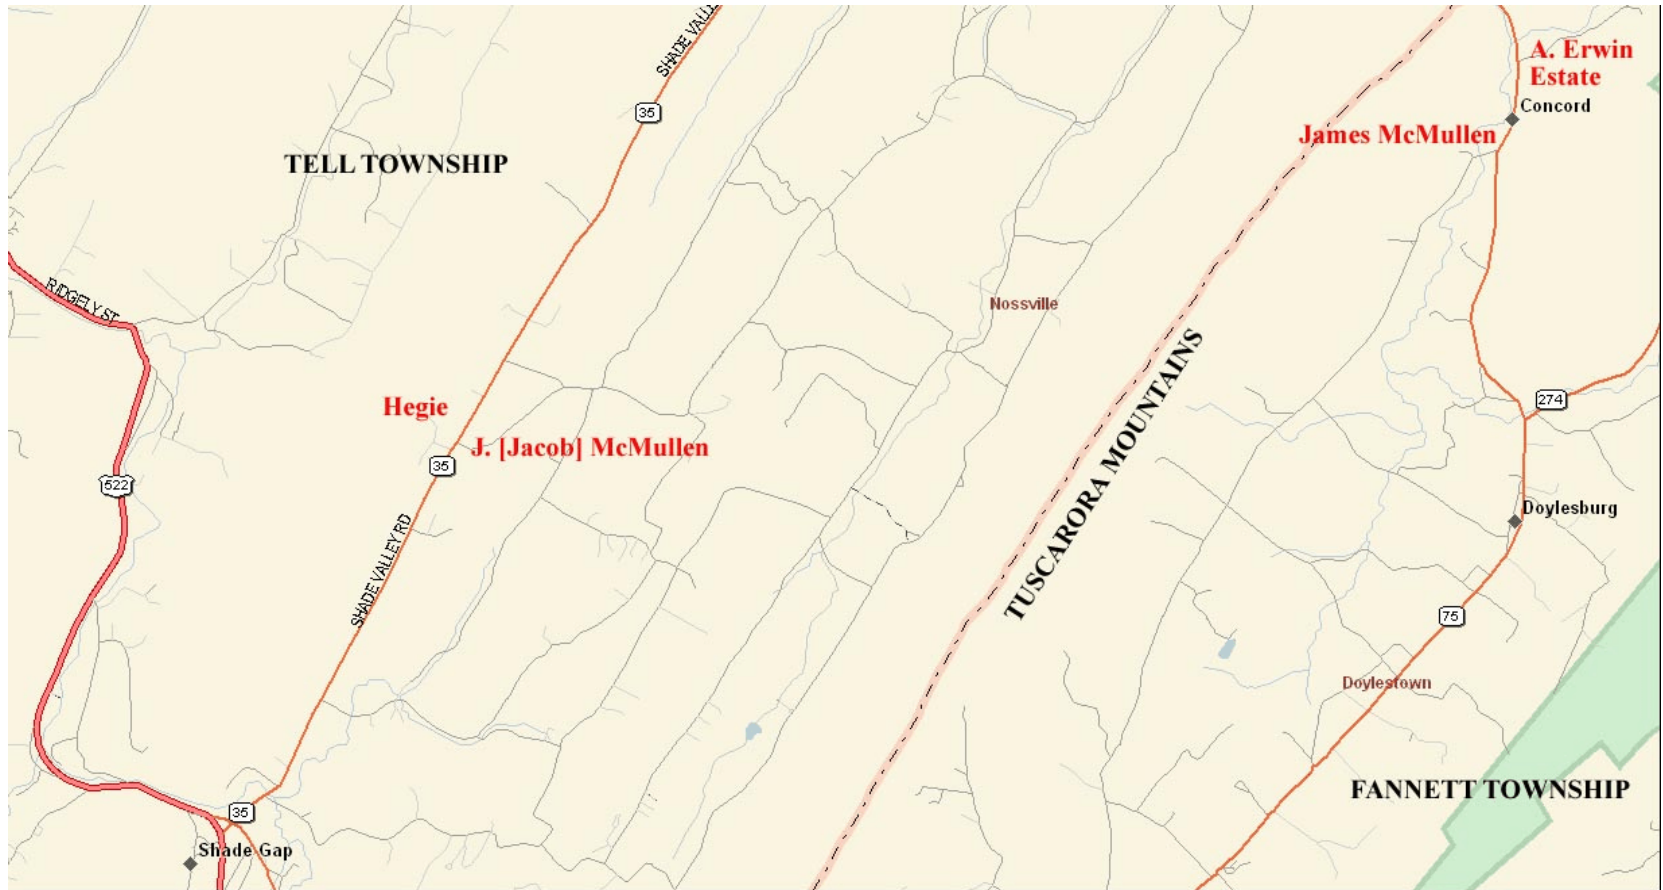 SHADE VALL
A. Erwin
Estate
Concord
35
James McMullen
TELL TOWNSHIP
RIDGELY ST
Nossville
TUSCARORA MOUNTAINS
274
Hegie
J. [Jacob] McMullen
35
522
Doylesburg
SHADE VALLEY RD
75
Doylestown
FANNETT TOWNSHIP
35
Shade Gap